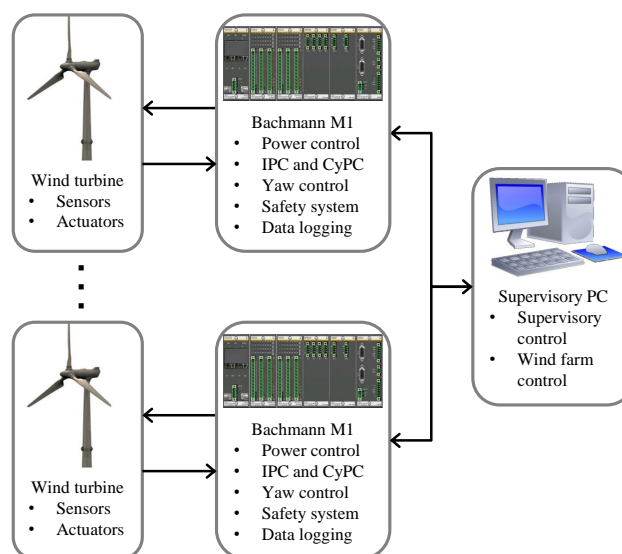 Wind turbine
• Sensors
• Actuators
Bachmann M1
• Power control
• IPC and CyPC
• Yaw control
• Safety system
• Data logging
Supervisory PC
• Supervisory
control
• Wind farm
control
Wind turbine
• Sensors
• Actuators
Bachmann M1
• Power control
• IPC and CyPC
• Yaw control
• Safety system
• Data logging